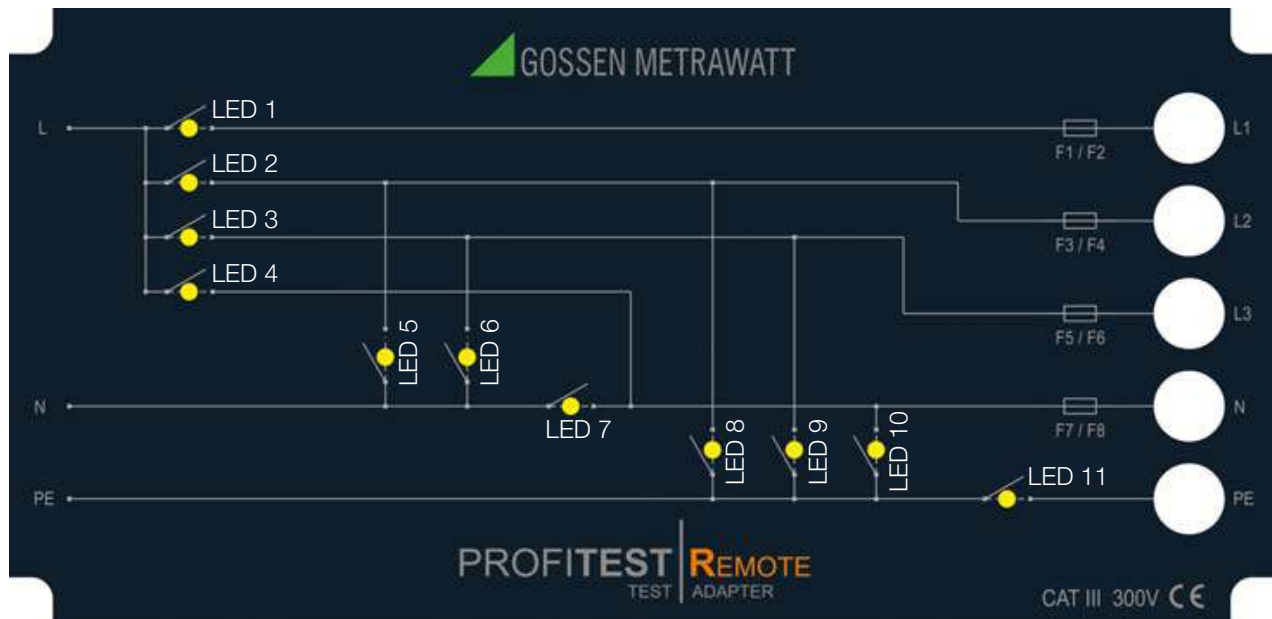 GOSSEN METRAWATT
L
LED 1
F1 / F2
L1
LED 2
LED 3
F3 / F4
L2
LED 4
LED 5
LED 6
F5 / F6
L3
N
LED 7
LED 8
LED 9
LED 10
F7 / F8
N
PE
LED 11
PE
PROFITEST REMOTE
TEST ADAPTER
CAT III 300V CE